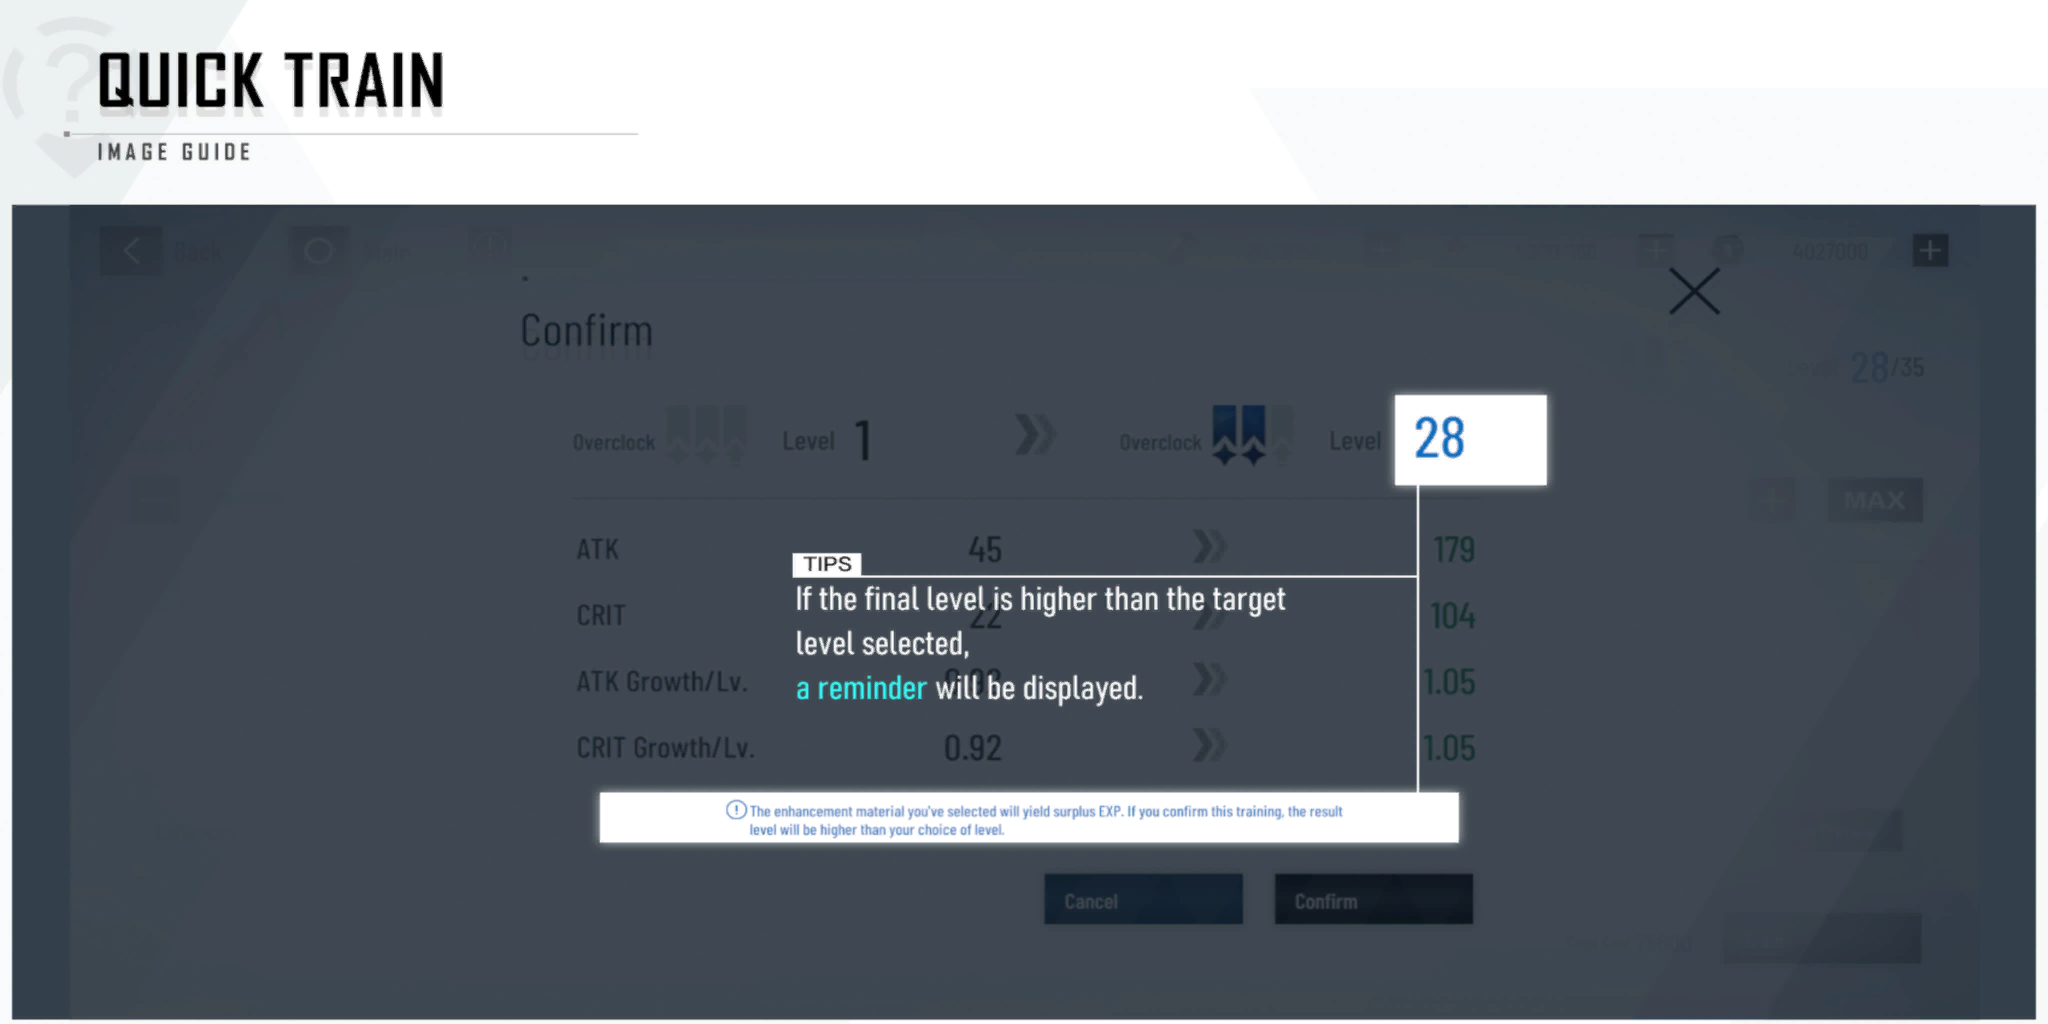 QUICK TRAIN
IMAGE GUIDE
Back
4027000
Confirm
Level 28/35
Overclock Level 1 Overclock Level 28
MAX
ATK 45 179
TIPS
If the final level is higher than the target
CRIT 22 104
level selected,
ATK Growth/Lv. 1.05
a reminder will be displayed.
CRIT Growth/Lv. 0.92 1.05
The enhancement material you've selected will yield surplus EXP. If you confirm this training, the result
level will be higher than your choice of level.
Cancel Confirm